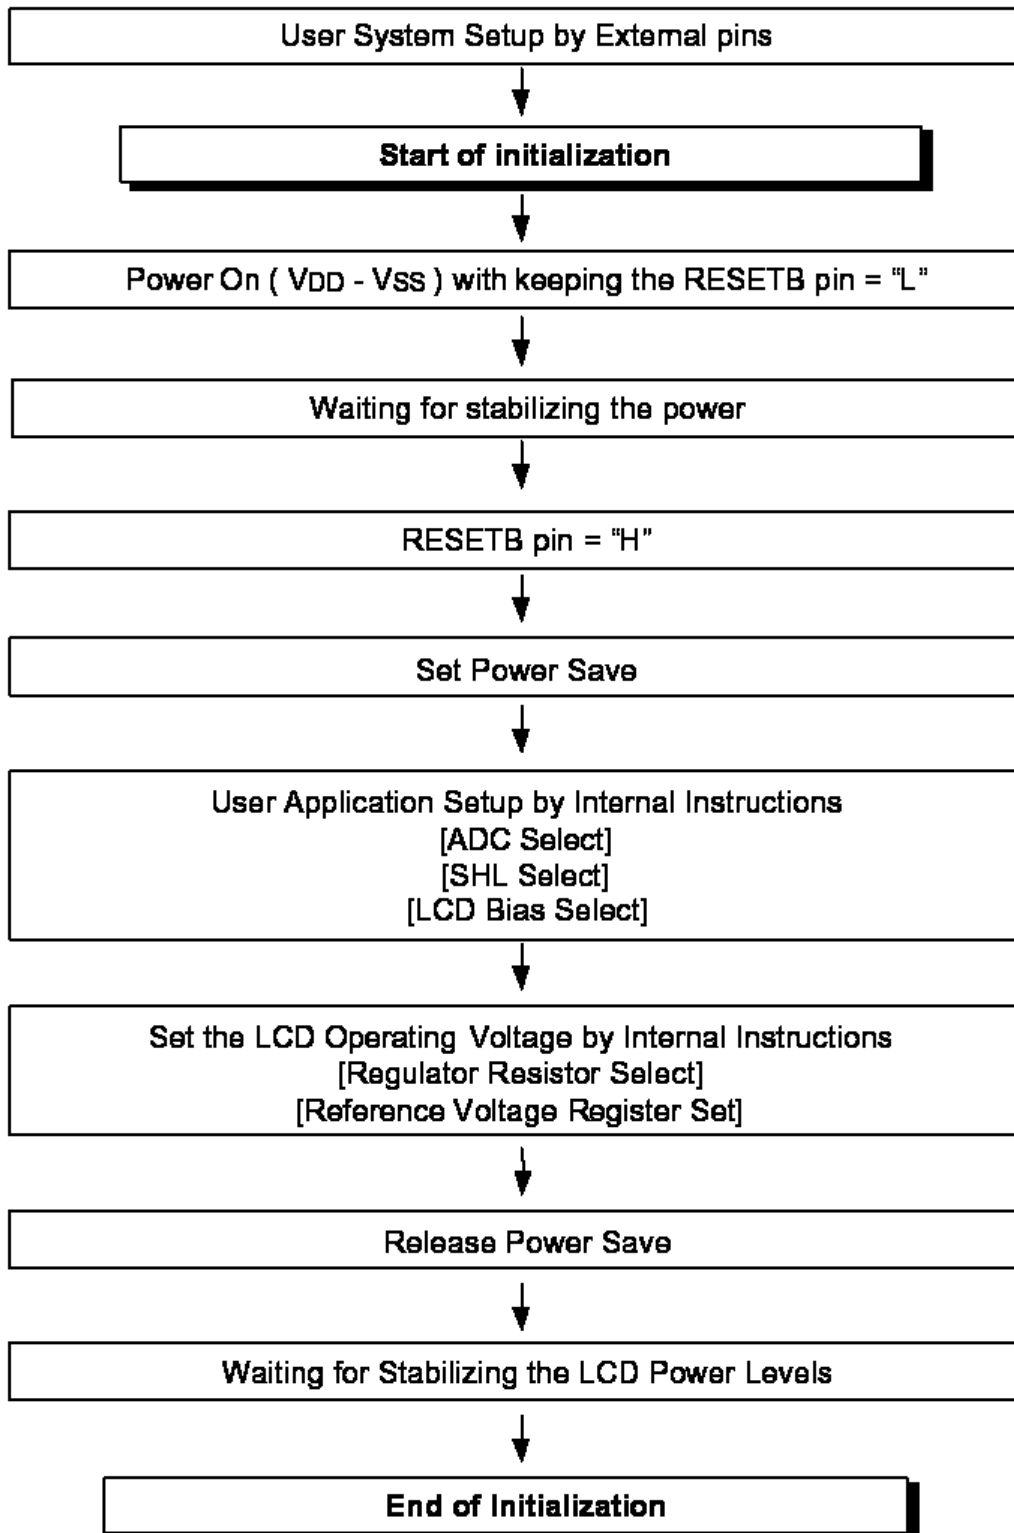 User System Setup by External pins
Start of initialization
Power On ( VDD - VSS ) with keeping the RESETB pin = “L”
Waiting for stabilizing the power
RESETB pin = “H”
Set Power Save
User Application Setup by Internal Instructions
[ADC Select]
[SHL Select]
[LCD Bias Select]
Set the LCD Operating Voltage by Internal Instructions
[Regulator Resistor Select]
[Reference Voltage Register Set]
Release Power Save
Waiting for Stabilizing the LCD Power Levels
End of Initialization